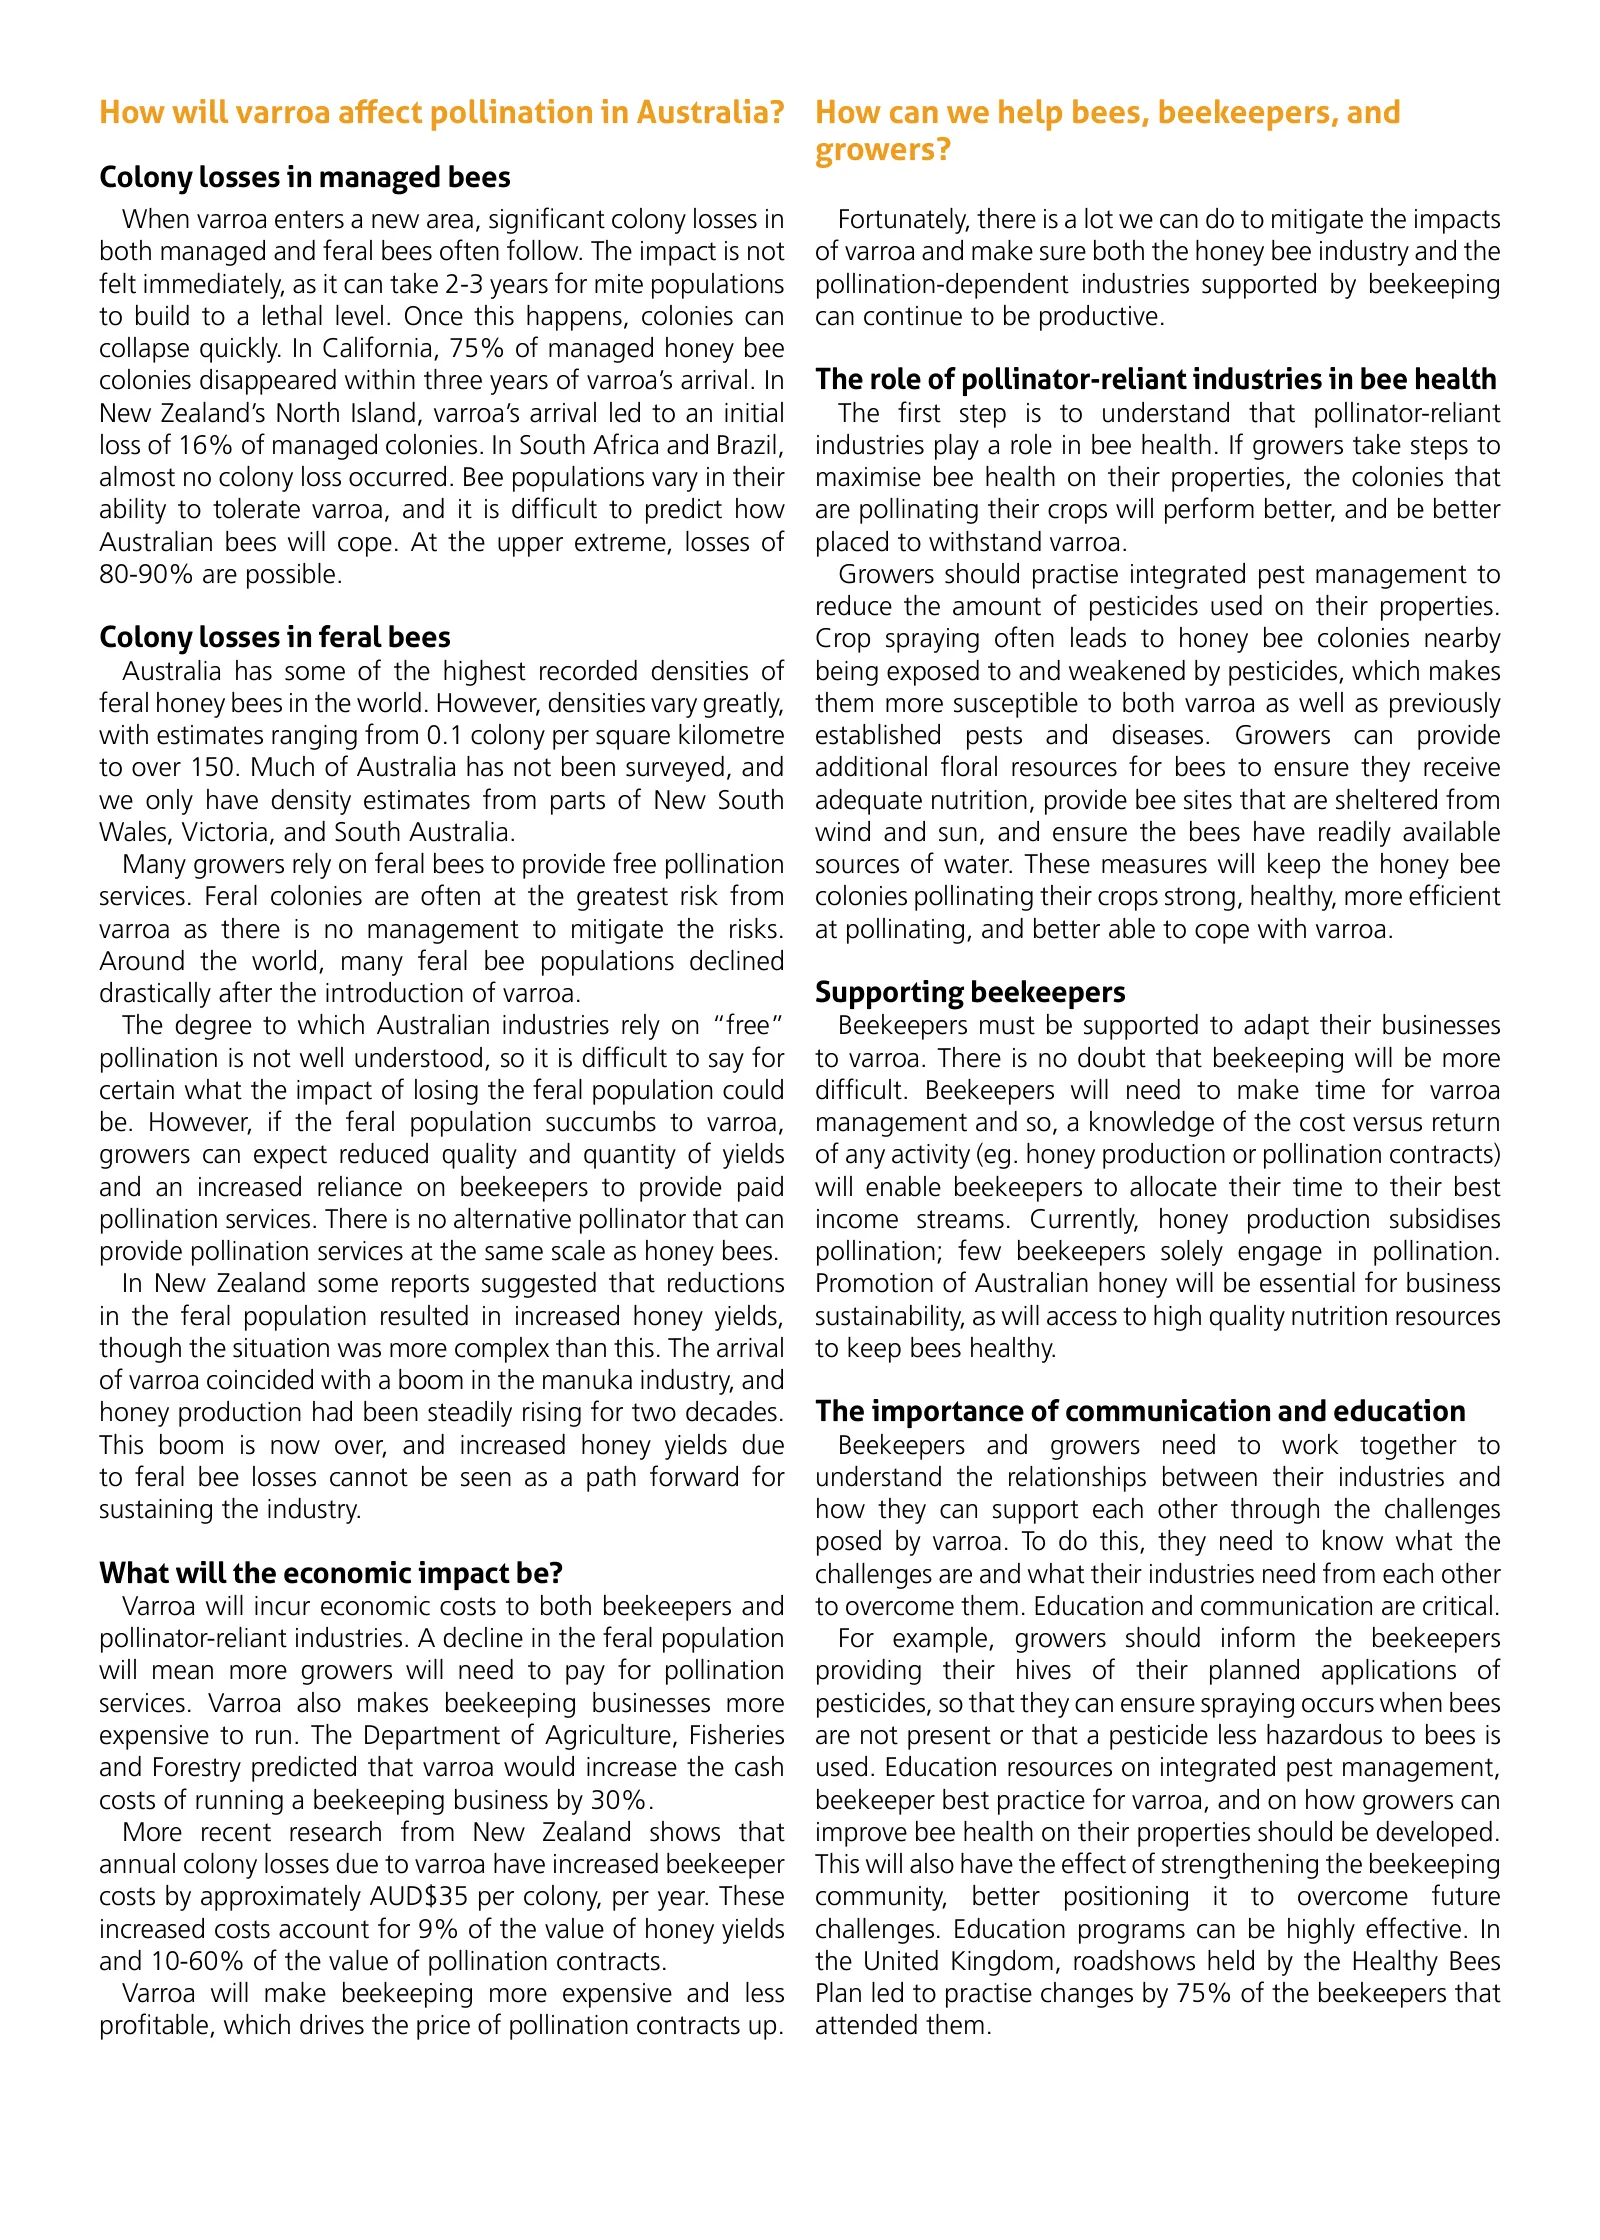 How will varroa affect pollination in Australia?
Colony losses in managed bees
When varroa enters a new area, significant colony losses in
both managed and feral bees often follow. The impact is not
felt immediately, as it can take 2-3 years for mite populations
to build to a lethal level. Once this happens, colonies can
collapse quickly. In California, 75% of managed honey bee
colonies disappeared within three years of varroa’s arrival. In
New Zealand’s North Island, varroa’s arrival led to an initial
loss of 16% of managed colonies. In South Africa and Brazil,
almost no colony loss occurred. Bee populations vary in their
ability to tolerate varroa, and it is difficult to predict how
Australian bees will cope. At the upper extreme, losses of
80-90% are possible.
Colony losses in feral bees
Australia has some of the highest recorded densities of
feral honey bees in the world. However, densities vary greatly,
with estimates ranging from 0.1 colony per square kilometre
to over 150. Much of Australia has not been surveyed, and
we only have density estimates from parts of New South
Wales, Victoria, and South Australia.
Many growers rely on feral bees to provide free pollination
services. Feral colonies are often at the greatest risk from
varroa as there is no management to mitigate the risks.
Around the world, many feral bee populations declined
drastically after the introduction of varroa.
The degree to which Australian industries rely on “free”
pollination is not well understood, so it is difficult to say for
certain what the impact of losing the feral population could
be. However, if the feral population succumbs to varroa,
growers can expect reduced quality and quantity of yields
and an increased reliance on beekeepers to provide paid
pollination services. There is no alternative pollinator that can
provide pollination services at the same scale as honey bees.
In New Zealand some reports suggested that reductions
in the feral population resulted in increased honey yields,
though the situation was more complex than this. The arrival
of varroa coincided with a boom in the manuka industry, and
honey production had been steadily rising for two decades.
This boom is now over, and increased honey yields due
to feral bee losses cannot be seen as a path forward for
sustaining the industry.
What will the economic impact be?
Varroa will incur economic costs to both beekeepers and
pollinator-reliant industries. A decline in the feral population
will mean more growers will need to pay for pollination
services. Varroa also makes beekeeping businesses more
expensive to run. The Department of Agriculture, Fisheries
and Forestry predicted that varroa would increase the cash
costs of running a beekeeping business by 30%.
More recent research from New Zealand shows that
annual colony losses due to varroa have increased beekeeper
costs by approximately AUD$35 per colony, per year. These
increased costs account for 9% of the value of honey yields
and 10-60% of the value of pollination contracts.
Varroa will make beekeeping more expensive and less
profitable, which drives the price of pollination contracts up.
How can we help bees, beekeepers, and
growers?
Fortunately, there is a lot we can do to mitigate the impacts
of varroa and make sure both the honey bee industry and the
pollination-dependent industries supported by beekeeping
can continue to be productive.
The role of pollinator-reliant industries in bee health
The first step is to understand that pollinator-reliant
industries play a role in bee health. If growers take steps to
maximise bee health on their properties, the colonies that
are pollinating their crops will perform better, and be better
placed to withstand varroa.
Growers should practise integrated pest management to
reduce the amount of pesticides used on their properties.
Crop spraying often leads to honey bee colonies nearby
being exposed to and weakened by pesticides, which makes
them more susceptible to both varroa as well as previously
established pests and diseases. Growers can provide
additional floral resources for bees to ensure they receive
adequate nutrition, provide bee sites that are sheltered from
wind and sun, and ensure the bees have readily available
sources of water. These measures will keep the honey bee
colonies pollinating their crops strong, healthy, more efficient
at pollinating, and better able to cope with varroa.
Supporting beekeepers
Beekeepers must be supported to adapt their businesses
to varroa. There is no doubt that beekeeping will be more
difficult. Beekeepers will need to make time for varroa
management and so, a knowledge of the cost versus return
of any activity (eg. honey production or pollination contracts)
will enable beekeepers to allocate their time to their best
income streams. Currently, honey production subsidises
pollination; few beekeepers solely engage in pollination.
Promotion of Australian honey will be essential for business
sustainability, as will access to high quality nutrition resources
to keep bees healthy.
The importance of communication and education
Beekeepers and growers need to work together to
understand the relationships between their industries and
how they can support each other through the challenges
posed by varroa. To do this, they need to know what the
challenges are and what their industries need from each other
to overcome them. Education and communication are critical.
For example, growers should inform the beekeepers
providing their hives of their planned applications of
pesticides, so that they can ensure spraying occurs when bees
are not present or that a pesticide less hazardous to bees is
used. Education resources on integrated pest management,
beekeeper best practice for varroa, and on how growers can
improve bee health on their properties should be developed.
This will also have the effect of strengthening the beekeeping
community, better positioning it to overcome future
challenges. Education programs can be highly effective. In
the United Kingdom, roadshows held by the Healthy Bees
Plan led to practise changes by 75% of the beekeepers that
attended them.